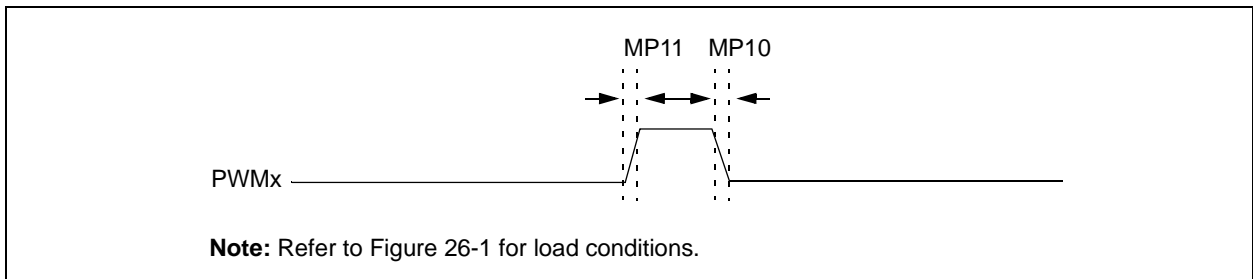 MP11 MP10
PWMx
Note: Refer to Figure 26-1 for load conditions.